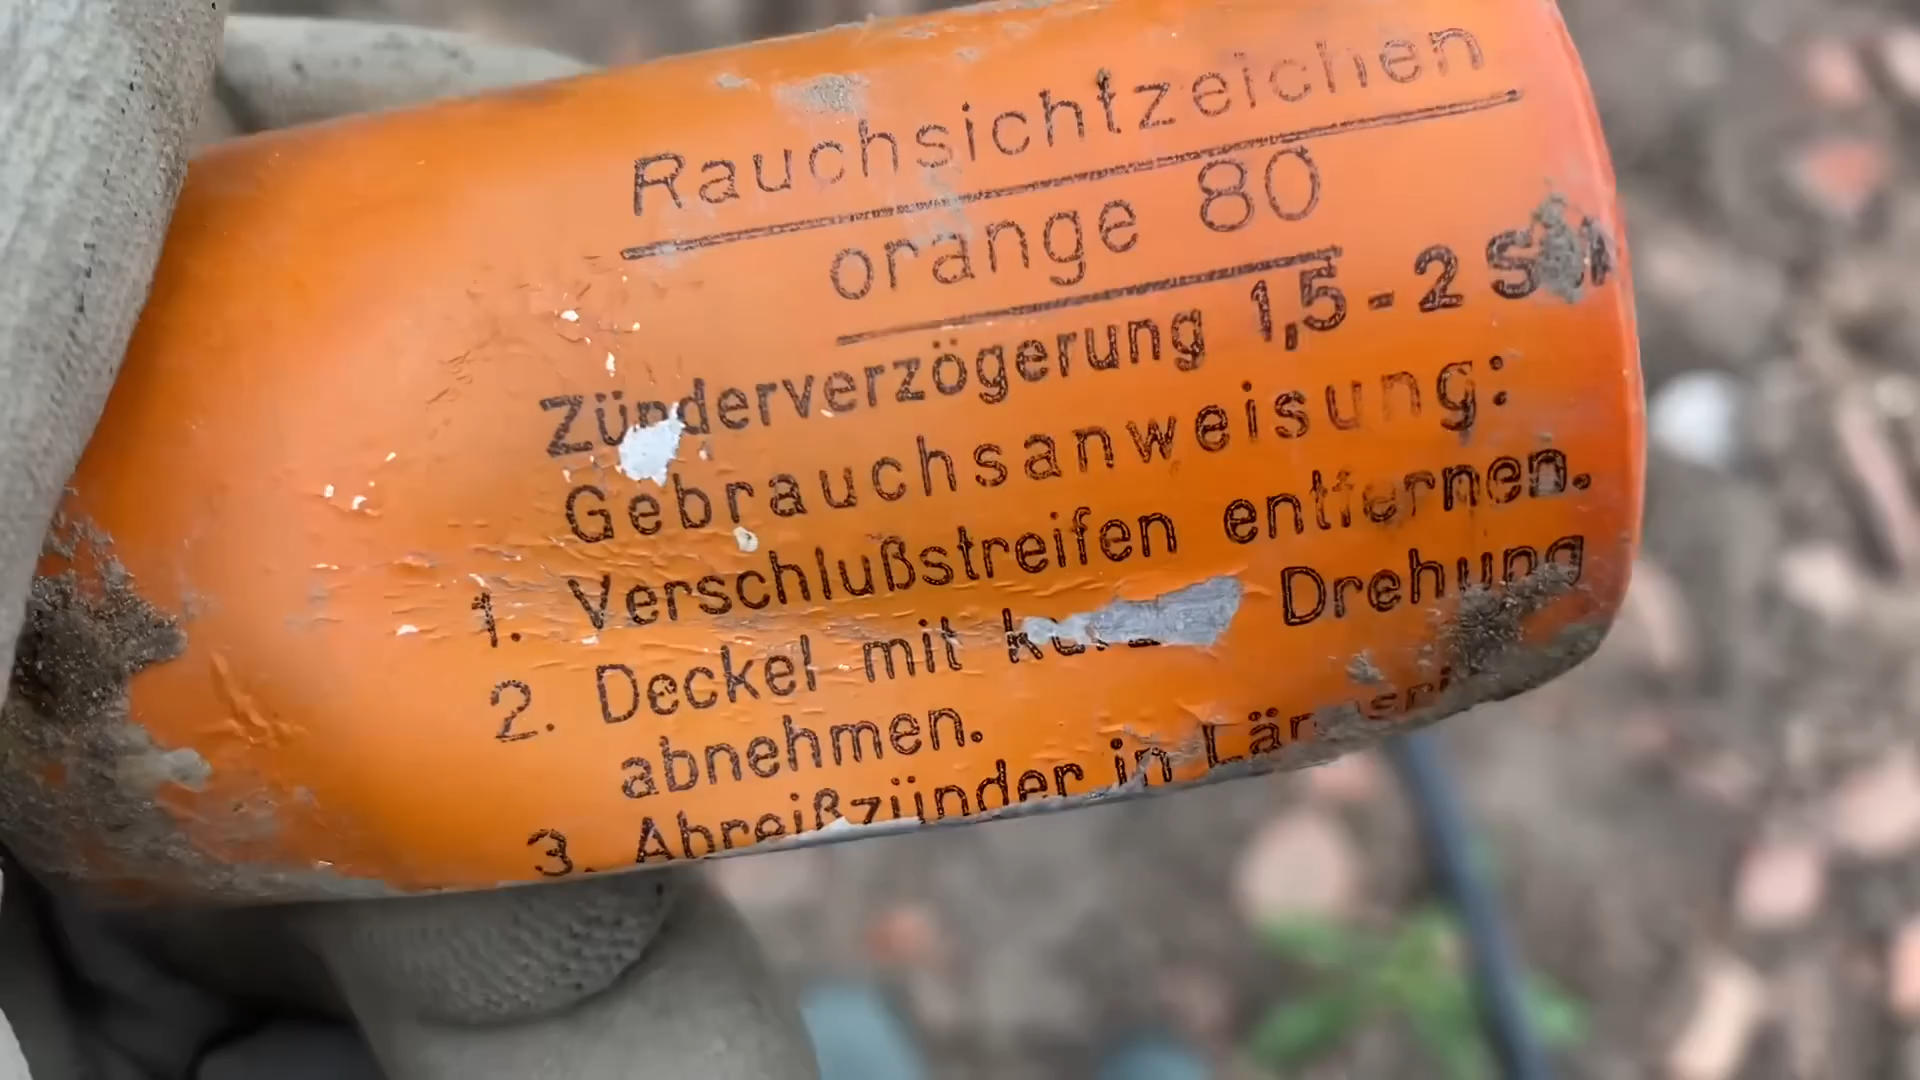 Rauchsichtzeichen
orange 80
Zünderverzögerung 1,5 - 2
Gebrauchsanweisung:
1. Verschlußstreifen entfernen.
2. Deckel mit Drehung
abnehmen.
3. Abreißzünder in